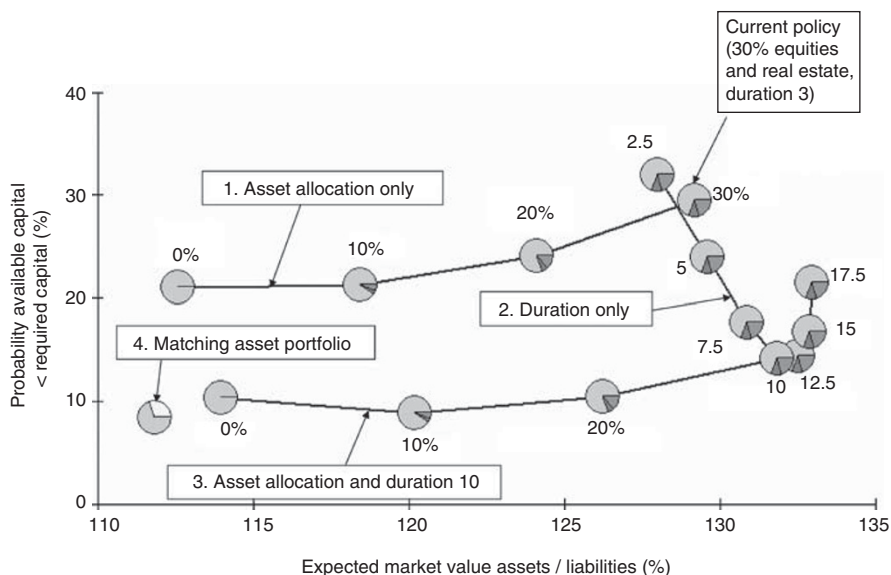 Current policy
(30% equities
and real estate,
duration 3)
40
30
20
10
0
Probability available capital
< required capital (%)
1. Asset allocation only
0%
10%
20%
30%
2.5
5
7.5
10
12.5
15
17.5
2. Duration only
4. Matching asset portfolio
0%
10%
20%
3. Asset allocation and duration 10
110
115
120
125
130
135
Expected market value assets / liabilities (%)